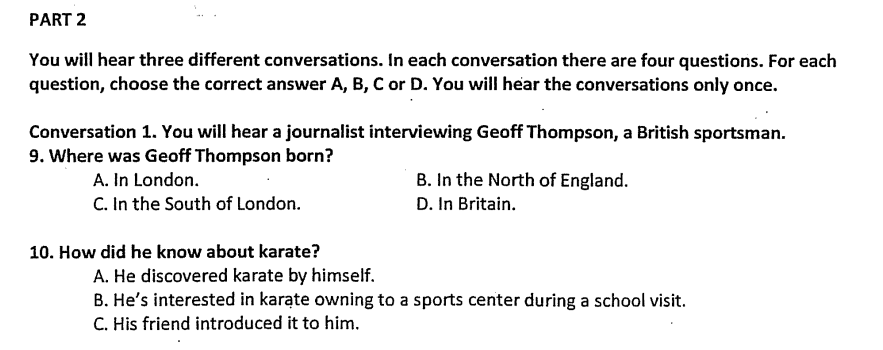 PART 2
You will hear three different conversations. In each conversation there are four questions. For each
question, choose the correct answer A, B, C or D. You will hear the conversations only once.
Conversation 1. You will hear a journalist interviewing Geoff Thompson, a British sportsman.
9. Where was Geoff Thompson born?
A. In London. B. In the North of England.
C. In the South of London. D. In Britain.
10. How did he know about karate?
A. He discovered karate by himself.
B. He's interested in karate owning to a sports center during a school visit.
C. His friend introduced it to him.